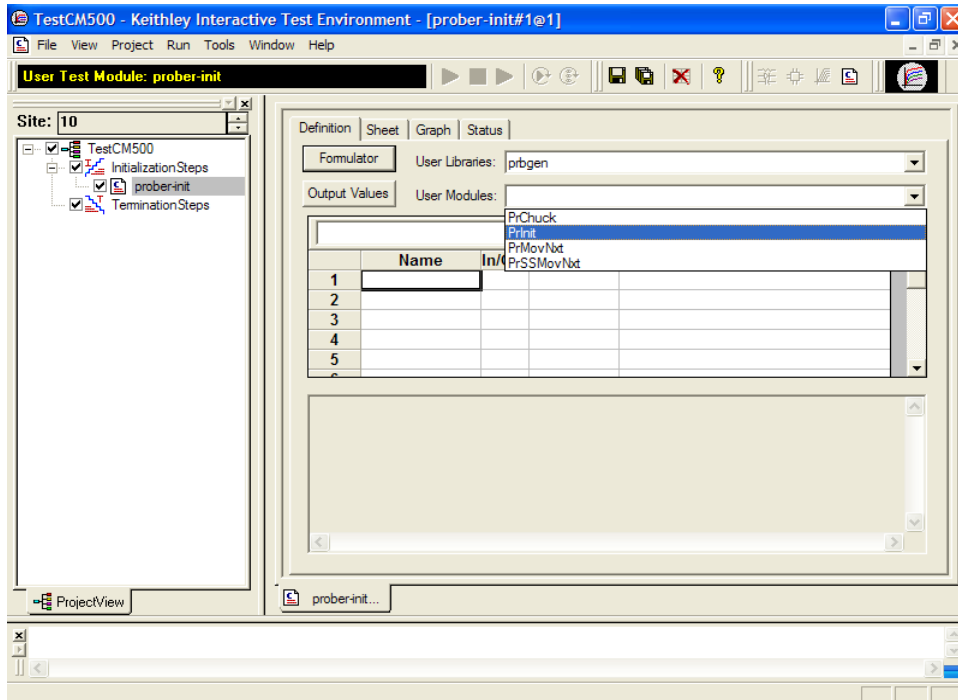 TestCM500 - Keithley Interactive Test Environment - [prober-init#1@1]
File View Project Run Tools Window Help
User Test Module: prober-init
Site: 10
TestCM500
InitializationSteps
prober-init
TerminationSteps
ProjectView
Definition Sheet Graph Status
Formulator User Libraries: prbgen
Output Values User Modules:
PrChuck
PrInit
PrMovNxt
PrSSMovNxt
Name
1
2
3
4
5
prober-init...